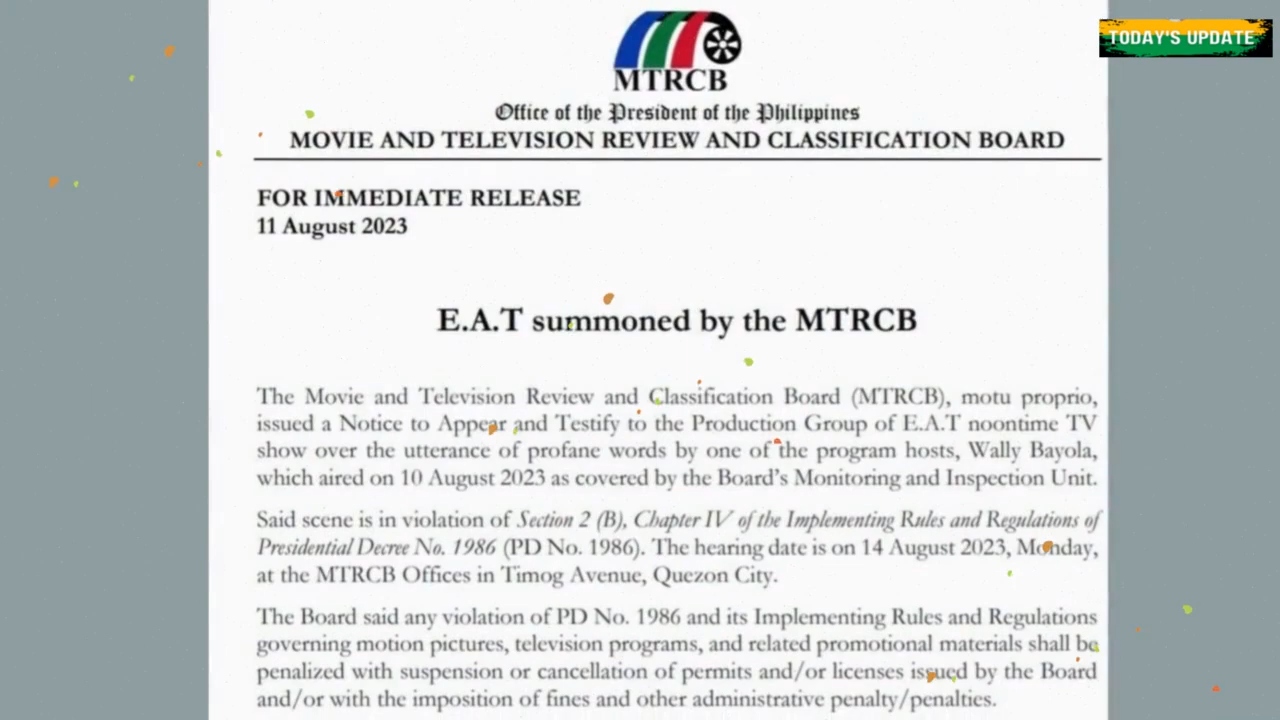 TODAY'S UPDATE
MTRCB
Office of the President of the Philippines
MOVIE AND TELEVISION REVIEW AND CLASSIFICATION BOARD
FOR IMMEDIATE RELEASE
11 August 2023
E.A.T summoned by the MTRCB
The Movie and Television Review and Classification Board (MTRCB), motu proprio,
issued a Notice to Appear and Testify to the Production Group of E.A.T noontime TV
show over the utterance of profane words by one of the program hosts, Wally Bayola,
which aired on 10 August 2023 as covered by the Board's Monitoring and Inspection Unit.
Said scene is in violation of Section 2 (B), Chapter IV of the Implementing Rules and Regulations of
Presidential Decree No. 1986 (PD No. 1986). The hearing date is on 14 August 2023, Monday,
at the MTRCB Offices in Timog Avenue, Quezon City.
The Board said any violation of PD No. 1986 and its Implementing Rules and Regulations
governing motion pictures, television programs, and related promotional materials shall be
penalized with suspension or cancellation of permits and/or licenses issued by the Board
and/or with the imposition of fines and other administrative penalty/penalties.